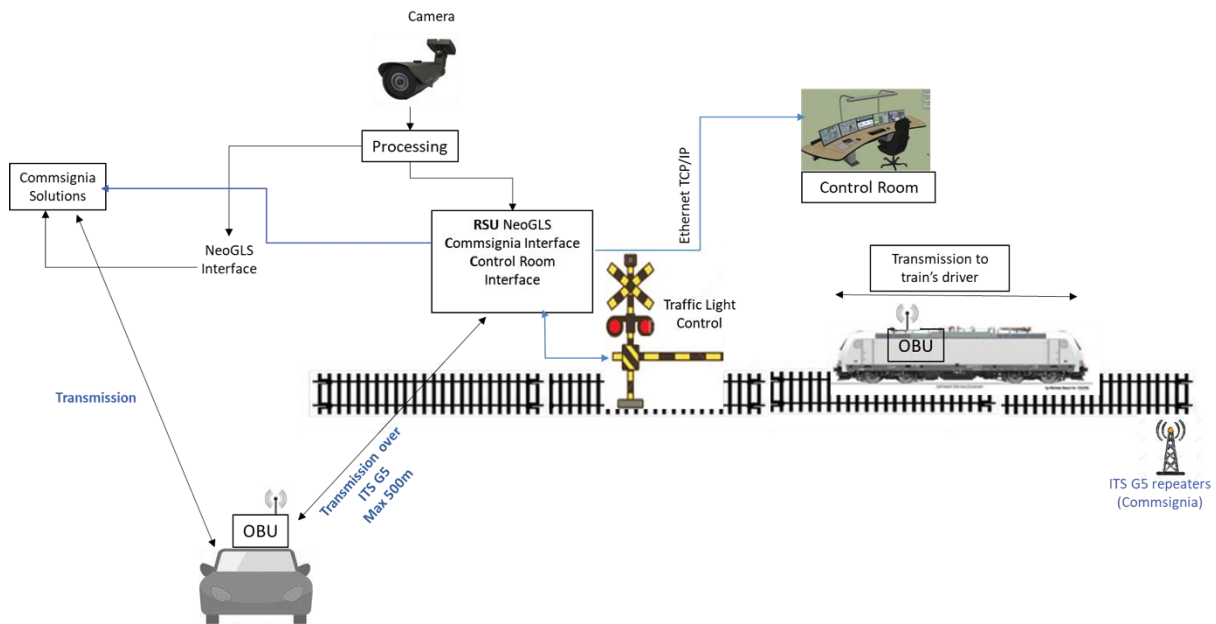 Camera
Processing
Commsignia
Solutions
NeoGLS
Interface
RSU NeoGLS
Commsignia Interface
Control Room
Interface
Ethernet TCP/IP
Control Room
Traffic Light
Control
Transmission to
train's driver
OBU
Transmission
Transmission over
ITS G5
Max 500m
OBU
ITS G5 repeaters
(Commsignia)